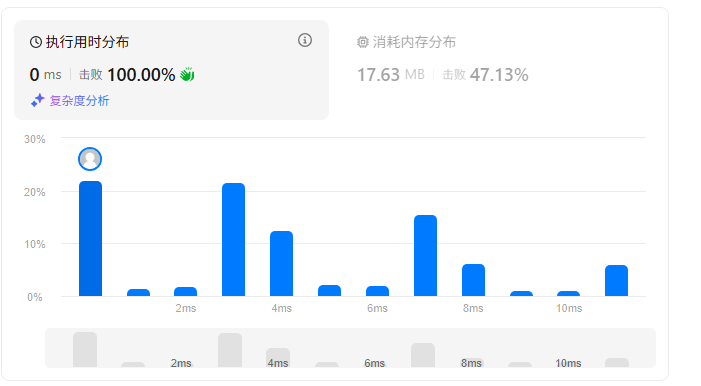 执行用时分布
0 ms 击败 100.00%
复杂度分析
消耗内存分布
17.63 MB 击败 47.13%
30%
20%
10%
0%
2ms 4ms 6ms 8ms 10ms
2ms 4ms 6ms 8ms 10ms